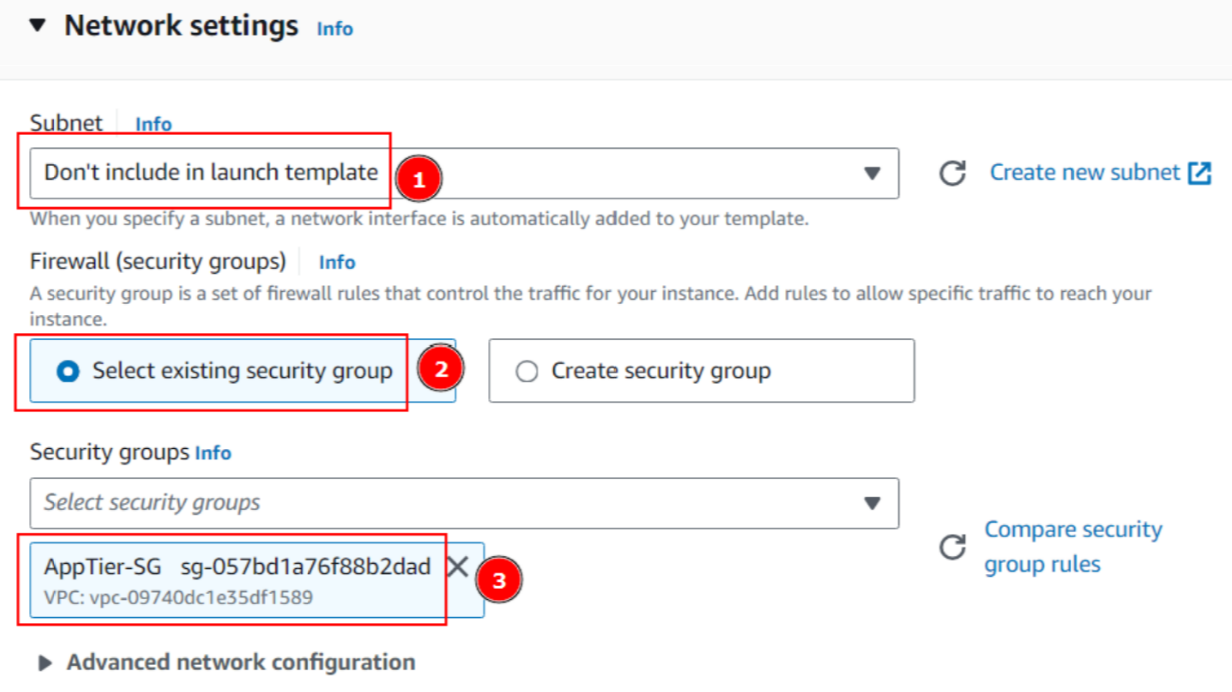 Network settings Info
Subnet Info
Don't include in launch template 1
Create new subnet
When you specify a subnet, a network interface is automatically added to your template.
Firewall (security groups) Info
A security group is a set of firewall rules that control the traffic for your instance. Add rules to allow specific traffic to reach your
instance.
Select existing security group 2 Create security group
Security groups Info
Select security groups
Compare security
group rules
AppTier-SG sg-057bd1a76f88b2dad 3
VPC: vpc-09740dc1e35df1589
Advanced network configuration